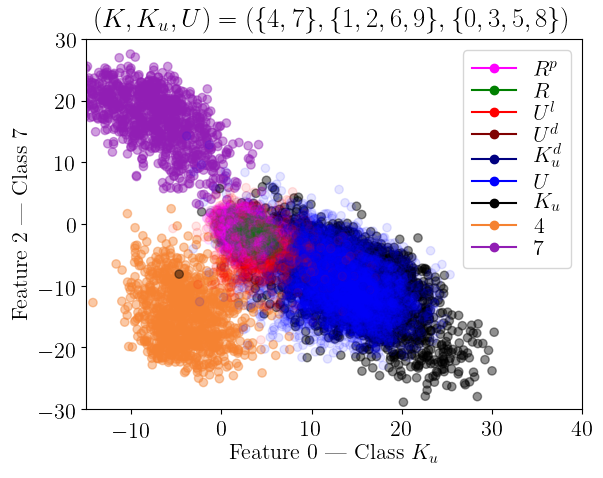 (K, K_u, U) = ({4, 7}, {1, 2, 6, 9}, {0, 3, 5, 8})
R^p
R
U^l
U^d
K_u^d
U
K_u
4
7
Feature 2 — Class 7
30
20
10
0
−10
−20
−30
−10 0 10 20 30 40
Feature 0 — Class K_u